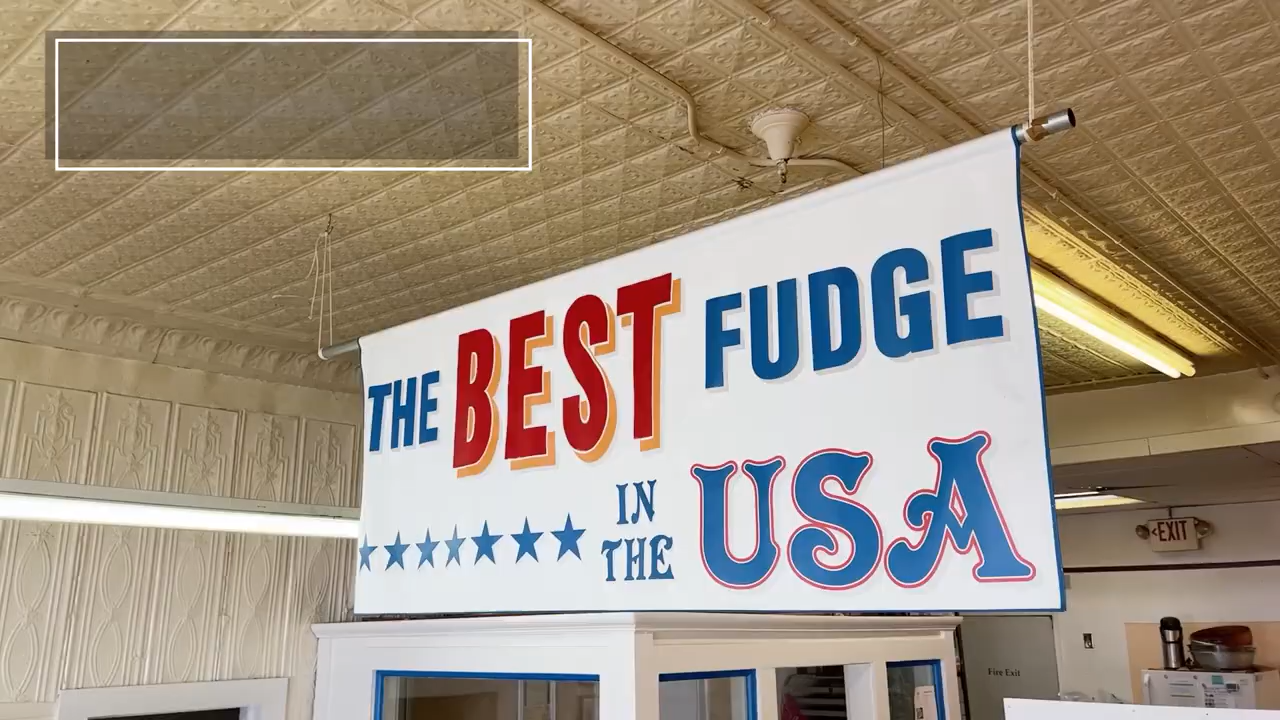 THE BEST FUDGE
IN
THE
USA
<EXIT
Fire Exit